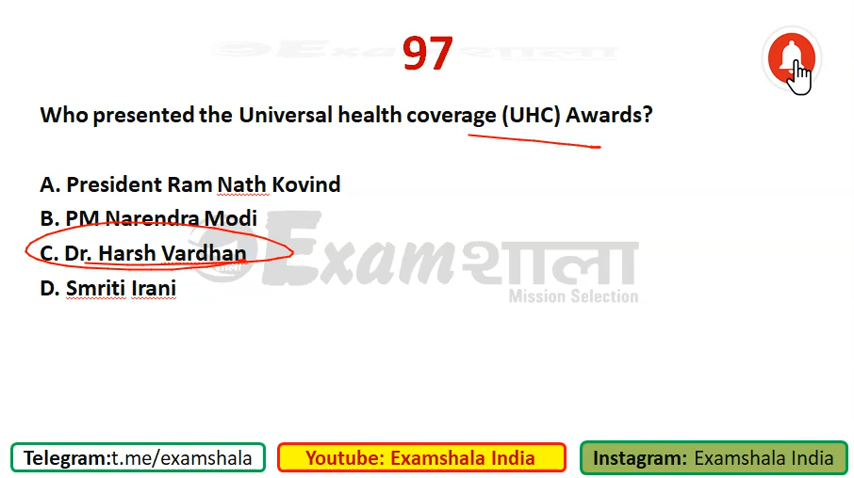 97
Who presented the Universal health coverage (UHC) Awards?
A. President Ram Nath Kovind
B. PM Narendra Modi
C. Dr. Harsh Vardhan
D. Smriti Irani
Examशाला
Mission Selection
Telegram:t.me/examshala
Youtube: Examshala India
Instagram: Examshala India